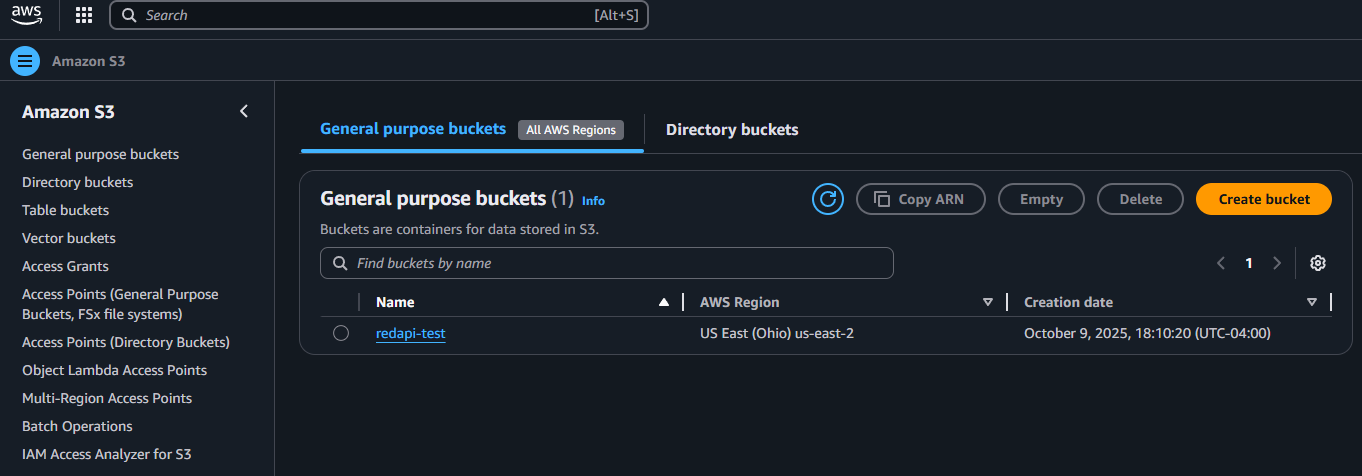 aws
Search [Alt+S]
Amazon S3
Amazon S3
General purpose buckets
Directory buckets
Table buckets
Vector buckets
Access Grants
Access Points (General Purpose
Buckets, FSx file systems)
Access Points (Directory Buckets)
Object Lambda Access Points
Multi-Region Access Points
Batch Operations
IAM Access Analyzer for S3
General purpose buckets All AWS Regions Directory buckets
General purpose buckets (1) Info Copy ARN Empty Delete Create bucket
Buckets are containers for data stored in S3.
Find buckets by name 1
Name AWS Region Creation date
redapi-test US East (Ohio) us-east-2 October 9, 2025, 18:10:20 (UTC-04:00)